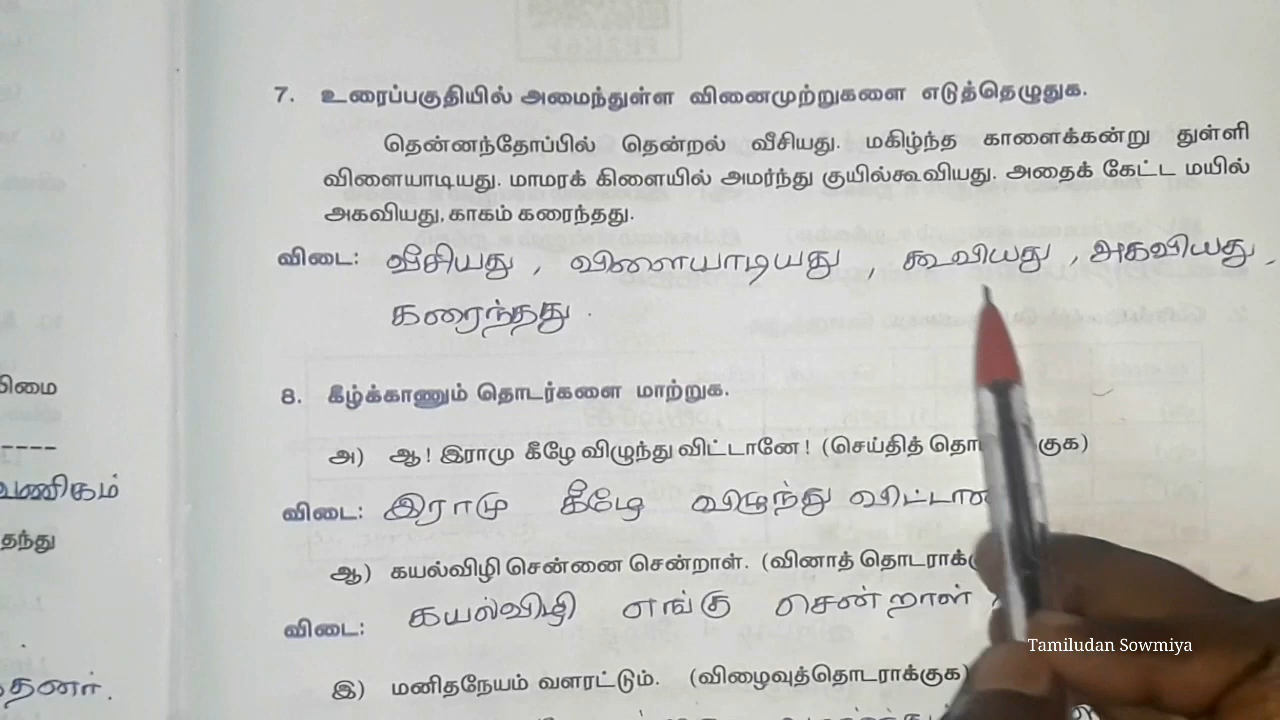 7. உரைப்பகுதியில் அமைந்துள்ள வினைமுற்றுகளை எடுத்தெழுதுக.
தென்னந்தோப்பில் தென்றல் வீசியது. மகிழ்ந்த காளைக்கன்று துள்ளி
விளையாடியது. மாமரக் கிளையில் அமர்ந்து குயில்கூவியது. அதைக் கேட்ட மயில்
அகவியது, காகம் கரைந்தது.
விடை: வீசியது , விளையாடியது , கூவியது , அகவியது ,
கரைந்தது .
8. கீழ்க்காணும் தொடர்களை மாற்றுக.
அ) ஆ! இராமு கீழே விழுந்து விட்டானே! (செய்தித்
விடை: இராமு கீழே விழுந்து
ஆ) கயல்விழி சென்னை சென்றாள். (வினாத்
விடை: கயல்விழி எங்கு சென்றாள்
இ) மனிதநேயம் வளரட்டும். (விழைவுத்தொடராக்குக)
தந்து
Tamiludan Sowmiya